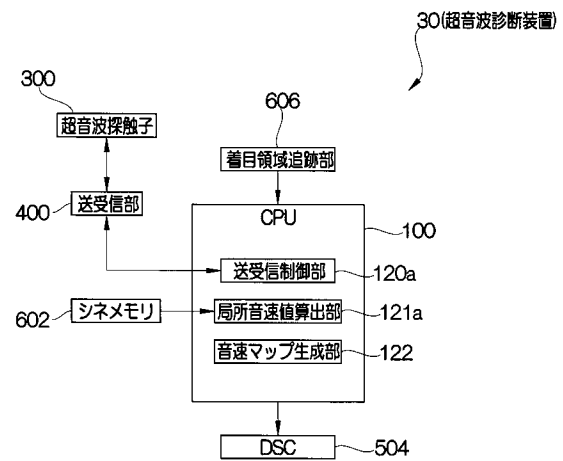 30(超音波診断装置)
300
超音波探触子
606
着目領域追跡部
400
送受信部
CPU
100
送受信制御部
120a
602
シネメモリ
局所音速値算出部
121a
音速マップ生成部
122
DSC
504